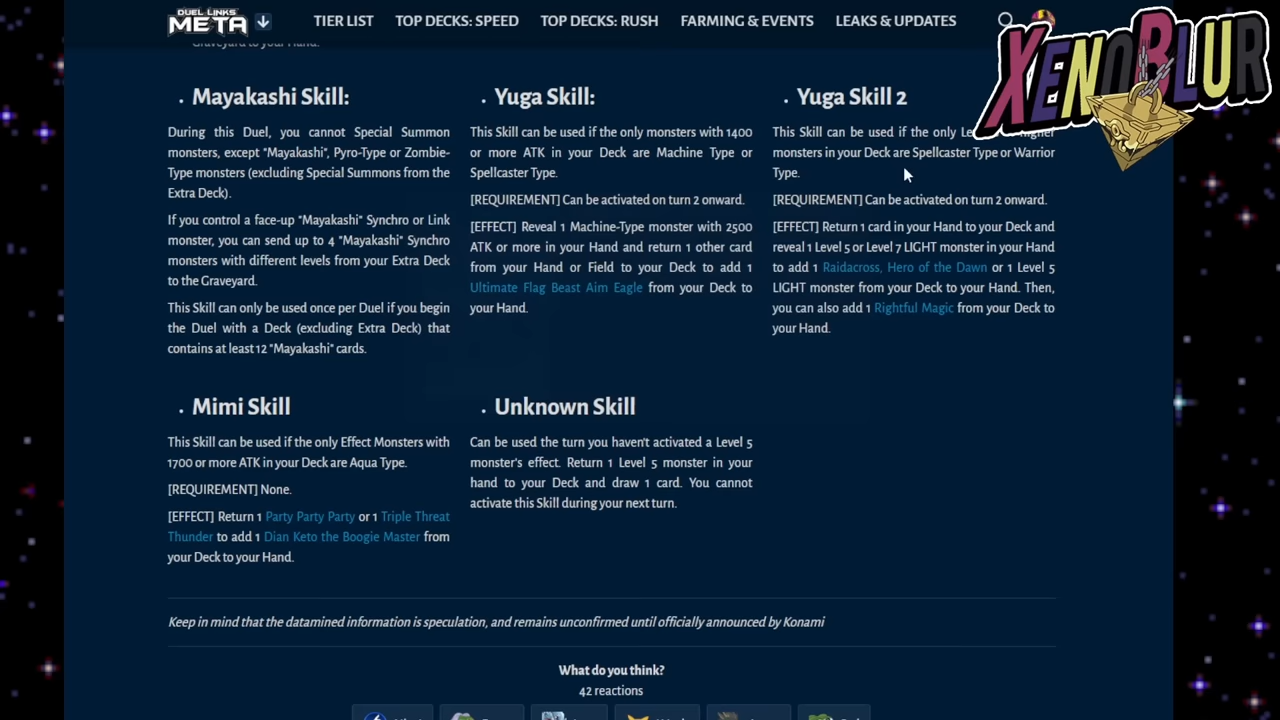 DUEL LINKS
META
TIER LIST
TOP DECKS: SPEED
TOP DECKS: RUSH
FARMING & EVENTS
LEAKS & UPDATES
XENOBLUR
Graveyard to your Hand.
Mayakashi Skill:
During this Duel, you cannot Special Summon
monsters, except "Mayakashi", Pyro-Type or Zombie-
Type monsters (excluding Special Summons from the
Extra Deck).
If you control a face-up "Mayakashi" Synchro or Link
monster, you can send up to 4 "Mayakashi" Synchro
monsters with different levels from your Extra Deck
to the Graveyard.
This Skill can only be used once per Duel if you begin
the Duel with a Deck (excluding Extra Deck) that
contains at least 12 "Mayakashi" cards.
Yuga Skill:
This Skill can be used if the only monsters with 1400
or more ATK in your Deck are Machine Type or
Spellcaster Type.
[REQUIREMENT] Can be activated on turn 2 onward.
[EFFECT] Reveal 1 Machine-Type monster with 2500
ATK or more in your Hand and return 1 other card
from your Hand or Field to your Deck to add 1
Ultimate Flag Beast Aim Eagle from your Deck to
your Hand.
Yuga Skill 2
This Skill can be used if the only
monsters in your Deck are Spellcaster Type or Warrior
Type.
[REQUIREMENT] Can be activated on turn 2 onward.
[EFFECT] Return 1 card in your Hand to your Deck and
reveal 1 Level 5 or Level 7 LIGHT monster in your Hand
to add 1 Raidacross, Hero of the Dawn or 1 Level 5
LIGHT monster from your Deck to your Hand. Then,
you can also add 1 Rightful Magic from your Deck to
your Hand.
Mimi Skill
This Skill can be used if the only Effect Monsters with
1700 or more ATK in your Deck are Aqua Type.
[REQUIREMENT] None.
[EFFECT] Return 1 Party Party Party or 1 Triple Threat
Thunder to add 1 Dian Keto the Boogie Master from
your Deck to your Hand.
Unknown Skill
Can be used the turn you haven't activated a Level 5
monster's effect. Return 1 Level 5 monster in your
hand to your Deck and draw 1 card. You cannot
activate this Skill during your next turn.
Keep in mind that the datamined information is speculation, and remains unconfirmed until officially announced by Konami
What do you think?
42 reactions